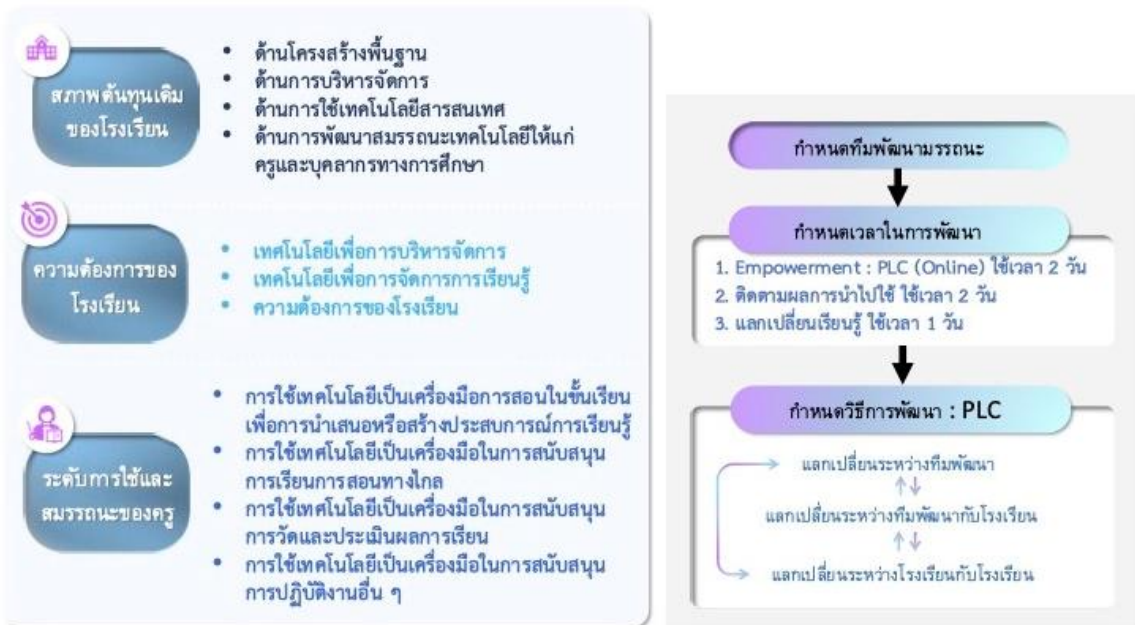 สภาพต้นทุนเดิม
ของโรงเรียน
• ด้านโครงสร้างพื้นฐาน
• ด้านการบริหารจัดการ
• ด้านการใช้เทคโนโลยีสารสนเทศ
• ด้านการพัฒนาสมรรถนะเทคโนโลยีให้แก่
ครูและบุคลากรทางการศึกษา
ความต้องการของ
โรงเรียน
• เทคโนโลยีเพื่อการบริหารจัดการ
• เทคโนโลยีเพื่อการจัดการการเรียนรู้
• ความต้องการของโรงเรียน
ระดับการใช้และ
สมรรถนะของครู
• การใช้เทคโนโลยีเป็นเครื่องมือการสอนในชั้นเรียน
เพื่อการนำเสนอหรือสร้างประสบการณ์การเรียนรู้
• การใช้เทคโนโลยีเป็นเครื่องมือในการสนับสนุน
การเรียนการสอนทางไกล
• การใช้เทคโนโลยีเป็นเครื่องมือในการสนับสนุน
การวัดและประเมินผลการเรียน
• การใช้เทคโนโลยีเป็นเครื่องมือในการสนับสนุน
การปฏิบัติงานอื่น ๆ
กำหนดทีมพัฒนามรรถนะ
กำหนดเวลาในการพัฒนา
1. Empowerment : PLC (Online) ใช้เวลา 2 วัน
2. ติดตามผลการนำไปใช้ ใช้เวลา 2 วัน
3. แลกเปลี่ยนเรียนรู้ ใช้เวลา 1 วัน
กำหนดวิธีการพัฒนา : PLC
แลกเปลี่ยนระหว่างทีมพัฒนา
แลกเปลี่ยนระหว่างทีมพัฒนากับโรงเรียน
แลกเปลี่ยนระหว่างโรงเรียนกับโรงเรียน